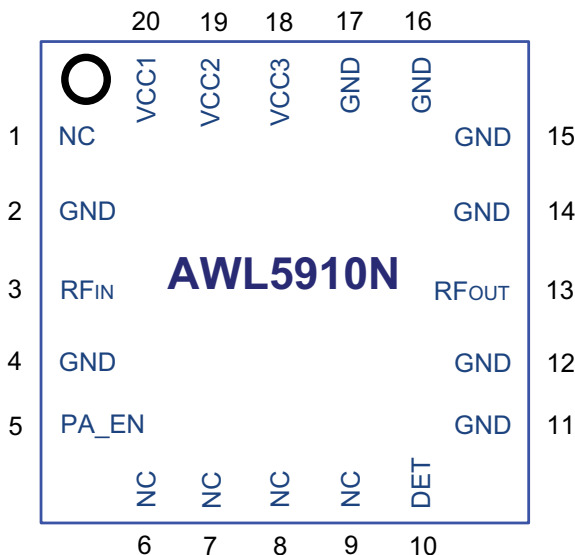 20 19 18 17 16
VCC1 VCC2 VCC3 GND GND
1 NC GND 15
2 GND GND 14
AWL5910N
3 RFIN RFOUT 13
4 GND GND 12
5 PA_EN GND 11
NC NC NC NC DET
6 7 8 9 10